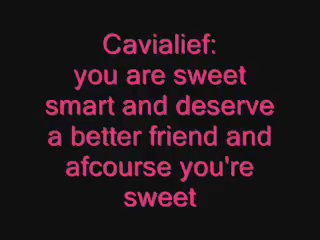 Cavialief:
you are sweet
smart and deserve
a better friend and
afcourse you're
sweet